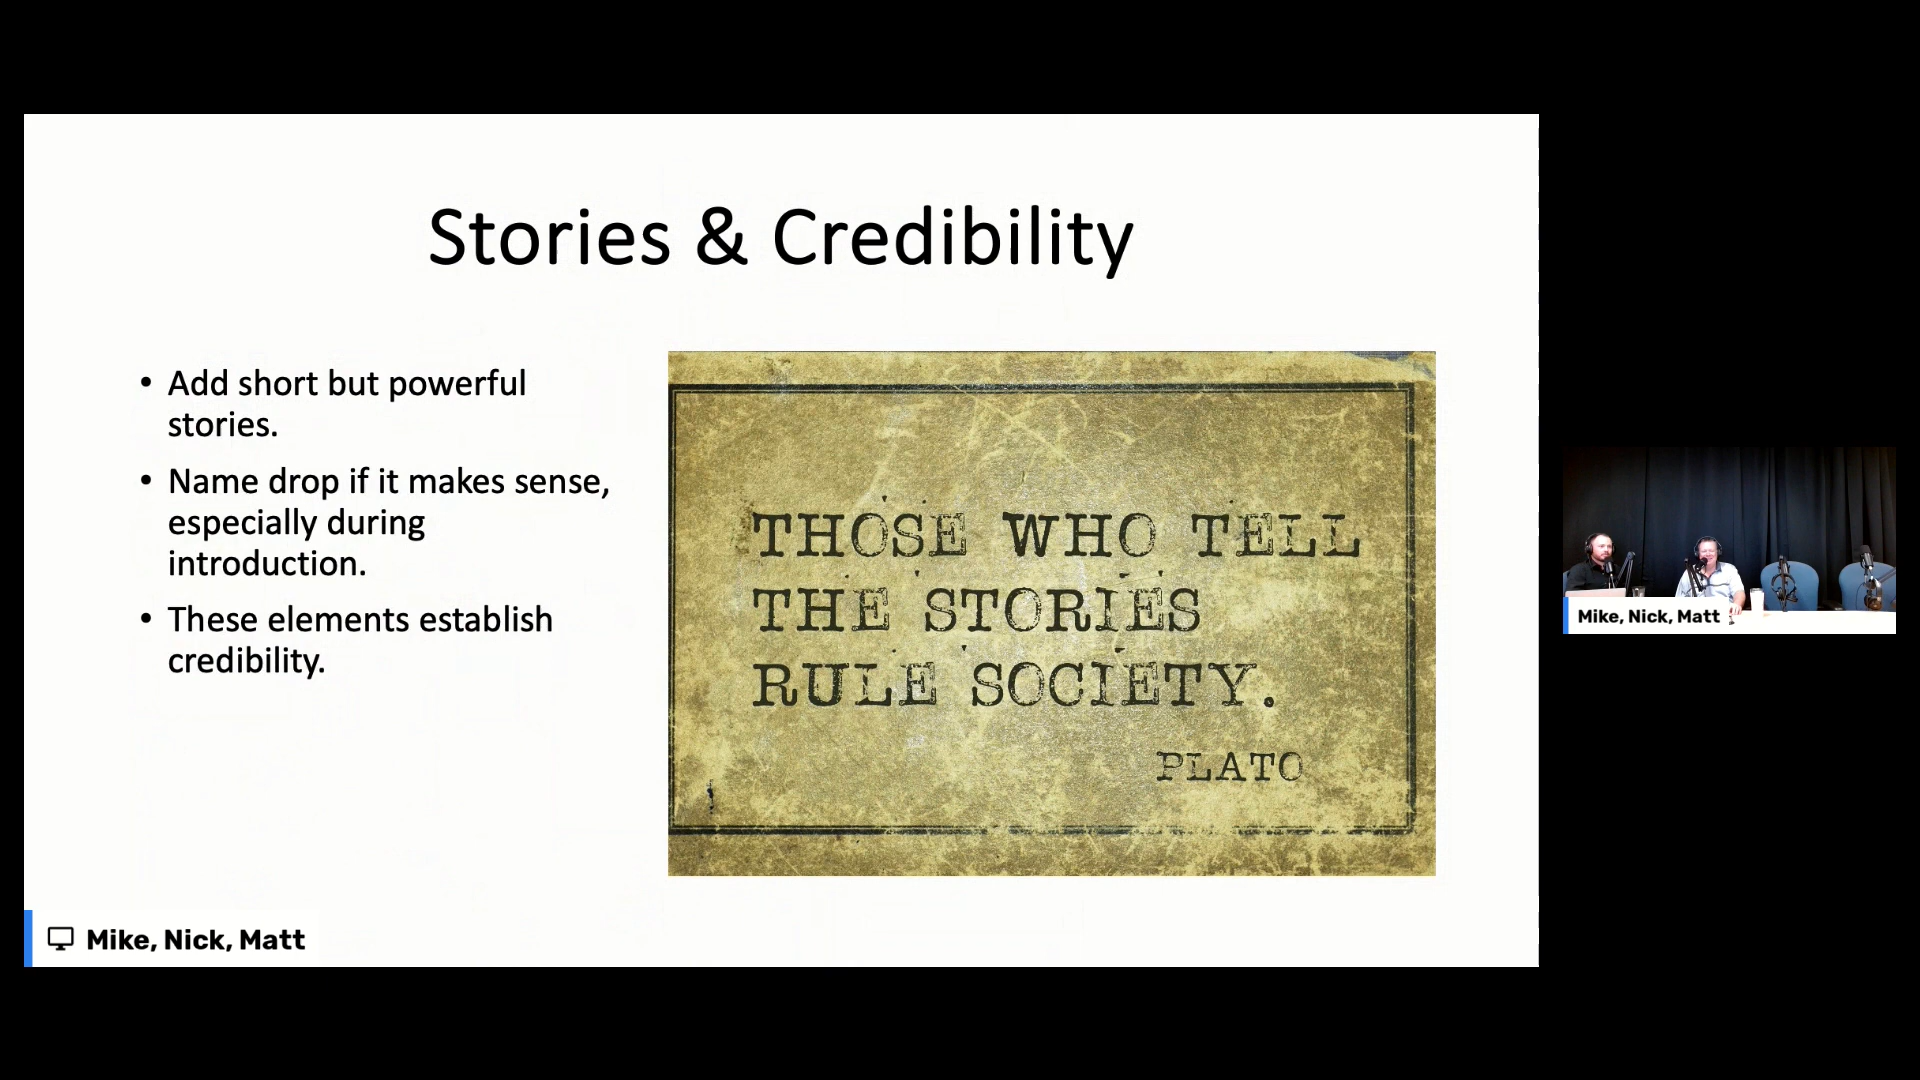 Stories & Credibility
• Add short but powerful
stories.
• Name drop if it makes sense,
especially during
introduction.
• These elements establish
credibility.
THOSE WHO TELL
THE STORIES
RULE SOCIETY.
PLATO
Mike, Nick, Matt
Mike, Nick, Matt